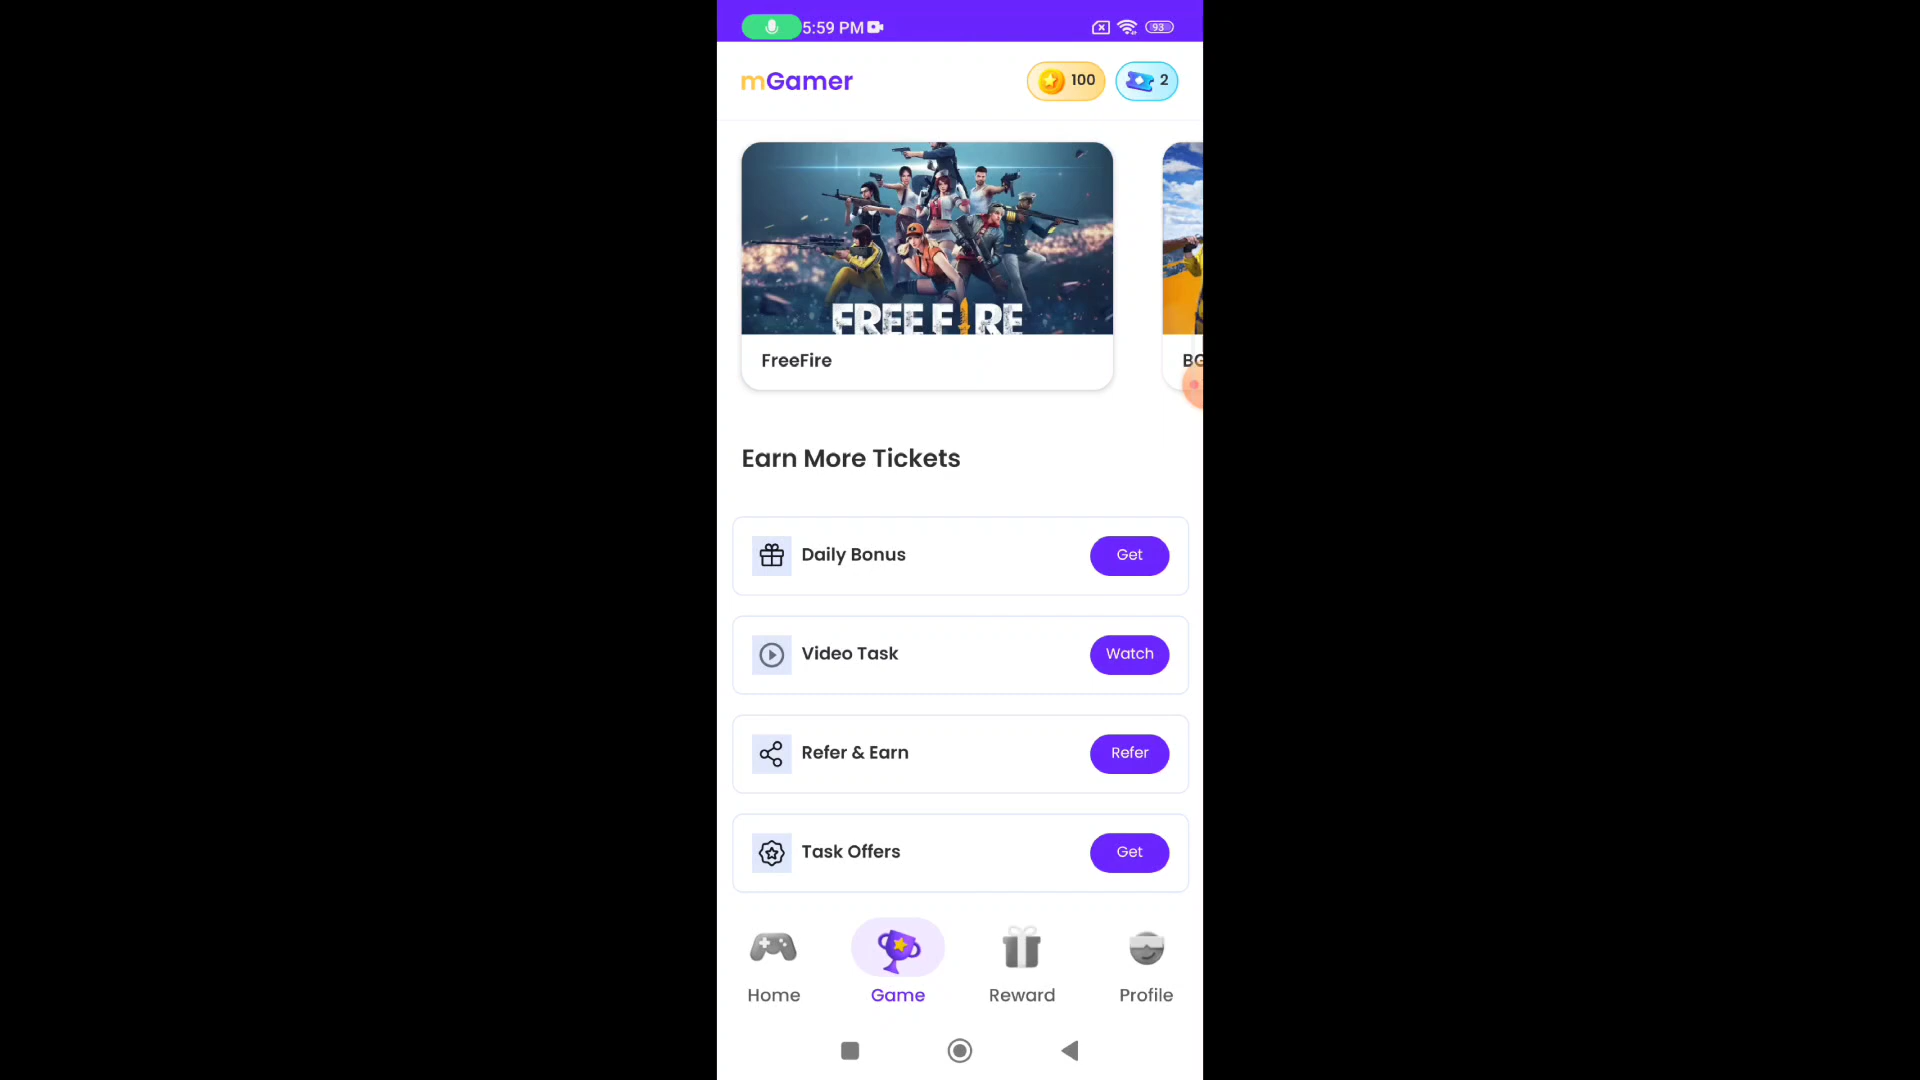 5:59 PM
93
mGamer
100
2
FREE FIRE
FreeFire
BG
Earn More Tickets
Daily Bonus
Get
Video Task
Watch
Refer & Earn
Refer
Task Offers
Get
Home
Game
Reward
Profile